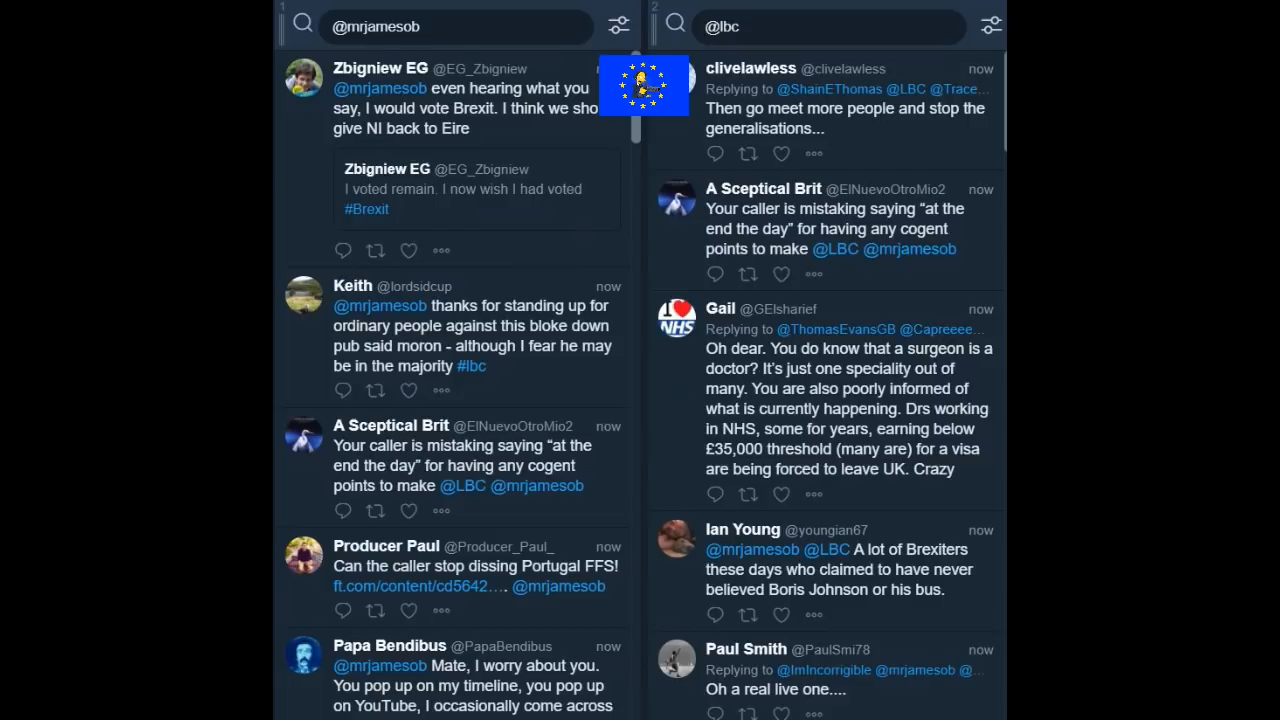 1
@mrjamesob
Zbigniew EG @EG_Zbigniew
@mrjamesob even hearing what you
say, I would vote Brexit. I think we sho
give NI back to Eire
Zbigniew EG @EG_Zbigniew
I voted remain. I now wish I had voted
#Brexit
Keith @lordsidcup now
@mrjamesob thanks for standing up for
ordinary people against this bloke down
pub said moron - although I fear he may
be in the majority #lbc
A Sceptical Brit @ElNuevoOtroMio2 now
Your caller is mistaking saying “at the
end the day” for having any cogent
points to make @LBC @mrjamesob
Producer Paul @Producer_Paul_ now
Can the caller stop dissing Portugal FFS!
ft.com/content/cd5642…. @mrjamesob
Papa Bendibus @PapaBendibus now
@mrjamesob Mate, I worry about you.
You pop up on my timeline, you pop up
on YouTube, I occasionally come across
2
@lbc
clivelawless @clivelawless now
Replying to @ShainEThomas @LBC @Trace…
Then go meet more people and stop the
generalisations...
A Sceptical Brit @ElNuevoOtroMio2 now
Your caller is mistaking saying “at the
end the day” for having any cogent
points to make @LBC @mrjamesob
Gail @GElsharief now
I NHS
Replying to @ThomasEvansGB @Capreeee…
Oh dear. You do know that a surgeon is a
doctor? It’s just one speciality out of
many. You are also poorly informed of
what is currently happening. Drs working
in NHS, some for years, earning below
£35,000 threshold (many are) for a visa
are being forced to leave UK. Crazy
Ian Young @youngian67 now
@mrjamesob @LBC A lot of Brexiters
these days who claimed to have never
believed Boris Johnson or his bus.
Paul Smith @PaulSmi78 now
Replying to @ImIncorrigible @mrjamesob @…
Oh a real live one....